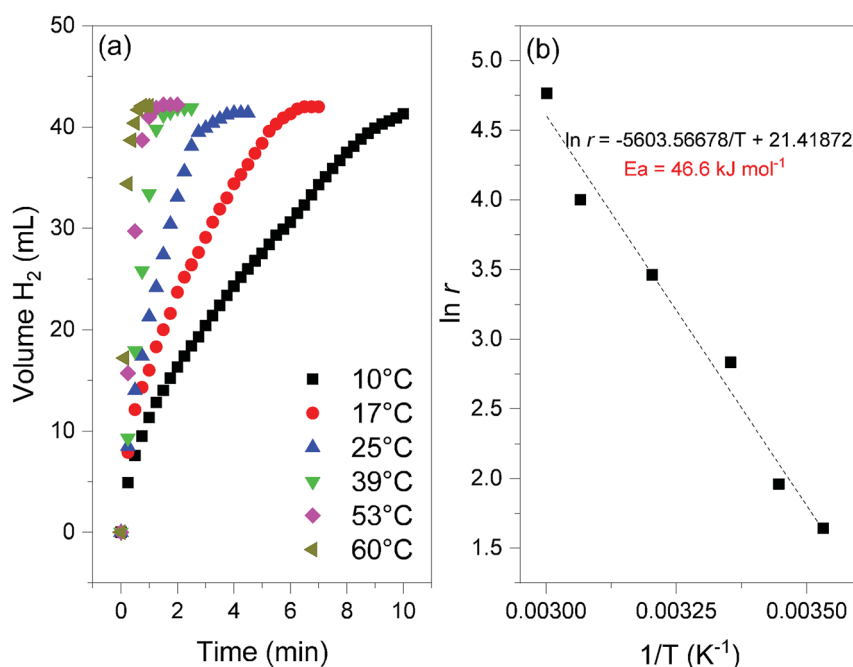 (a)
50
40
30
20
10
0
Volume H₂ (mL)
0 2 4 6 8 10
Time (min)
10°C
17°C
25°C
39°C
53°C
60°C
(b)
5.0
4.5
4.0
3.5
3.0
2.5
2.0
1.5
ln r
ln r = -5603.56678/T + 21.41872
Ea = 46.6 kJ mol⁻¹
0.00300 0.00325 0.00350
1/T (K⁻¹)